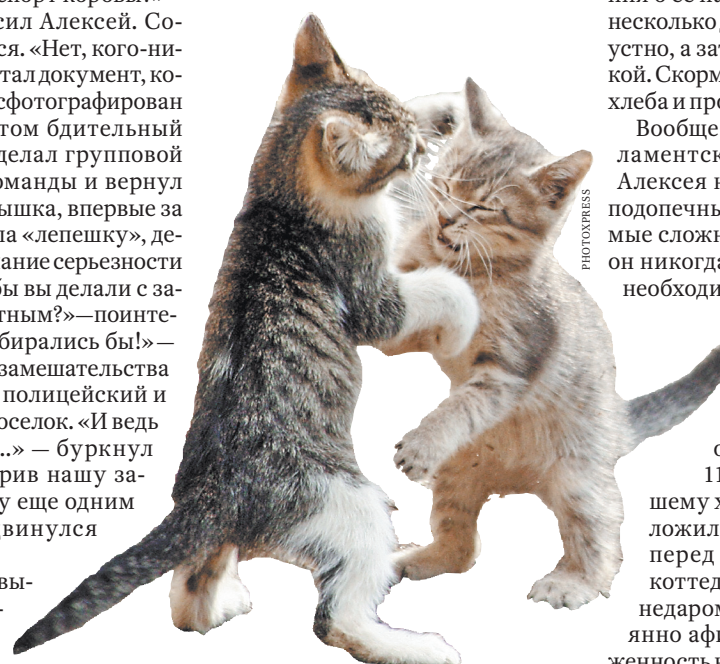 сил Алексей. Со-
ся. «Нет, кого-ни-
тал документ, ко-
сфотографирован
том бдительный
делал групповой
оманды и вернул
ышка, впервые за
ла «лепешку», де-
ание серьезности
бы вы делали с за-
тным?»—поинте-
бирались бы!»—
замешательства
полицейский и
оселок. «И ведь
..» — буркнул
рив нашу за-
у еще одним
двинулся
вы-
-
PHOTOXPRESS
несколько
устно, а зат
кой. Скорм
хлеба и про
Вообще
ламентск
Алексея н
подопечны
мые сложн
он никогда
необходи
о
11
шему х
ложил
перед
коттед
недаром
янно афи
женностью